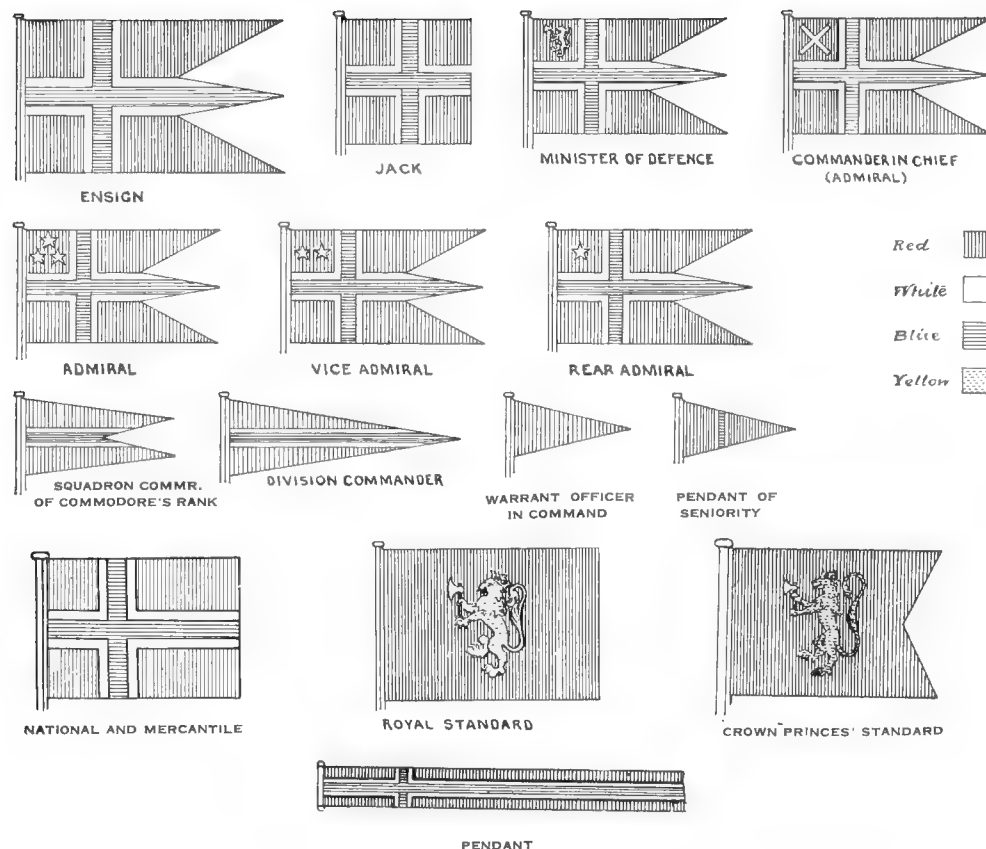 ENSIGN
JACK
MINISTER OF DEFENCE
COMMANDER IN CHIEF
(ADMIRAL)
ADMIRAL
VICE ADMIRAL
REAR ADMIRAL
Red
White
Blue
Yellow
SQUADRON COMMR.
OF COMMODORE'S RANK
DIVISION COMMANDER
WARRANT OFFICER
IN COMMAND
PENDANT OF
SENIORITY
NATIONAL AND MERCANTILE
ROYAL STANDARD
CROWN PRINCES' STANDARD
PENDANT